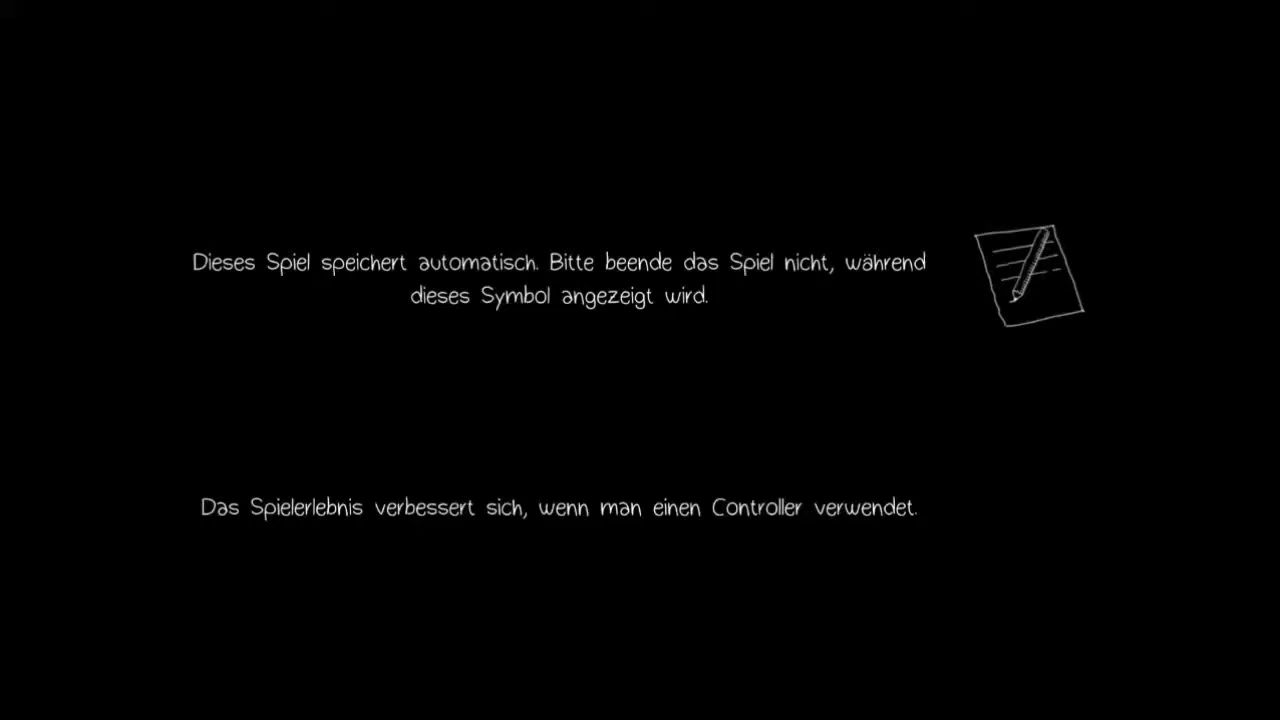 Dieses Spiel speichert automatisch. Bitte beende das Spiel nicht, während
dieses Symbol angezeigt wird.
Das Spielerlebnis verbessert sich, wenn man einen Controller verwendet.